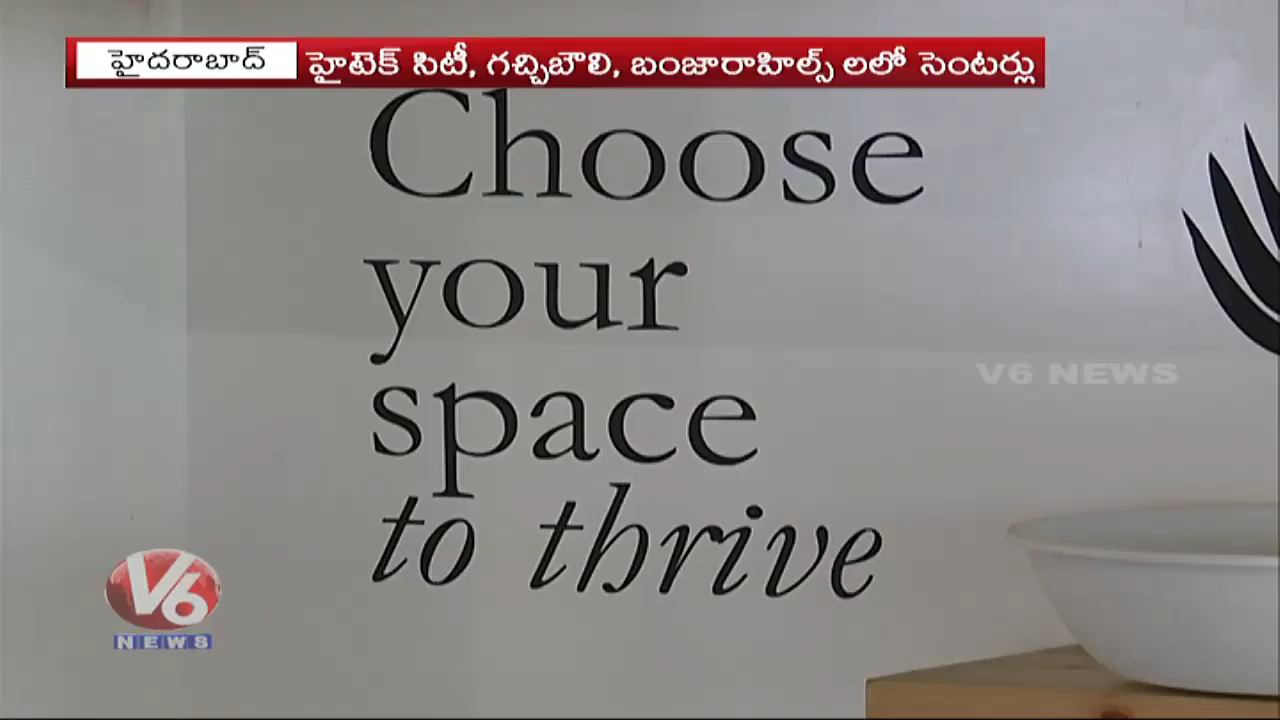 హైదరాబాద్ హైటెక్ సిటీ, గచ్చిబౌలి, బంజారాహిల్స్ లలో సెంటర్లు
Choose
your
space
to thrive
V6 NEWS
V6
NEWS